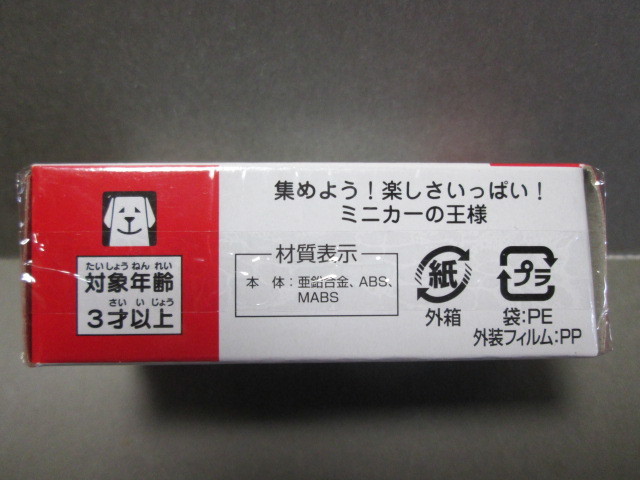 集めよう！楽しさいっぱい！
ミニカーの王様
たいしょうねんれい
対象年齢
さいいじょう
3才以上
材質表示
本 体：亜鉛合金、ABS、
MABS
紙
外箱
プラ
袋：PE
外装フィルム：PP